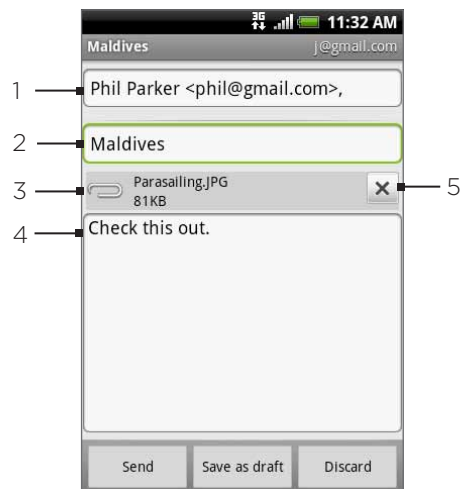 3G 11:32 AM
Maldives j@gmail.com
1 Phil Parker <phil@gmail.com>,
2 Maldives
3 Parasailing.JPG 5
81KB
4 Check this out.
Send Save as draft Discard